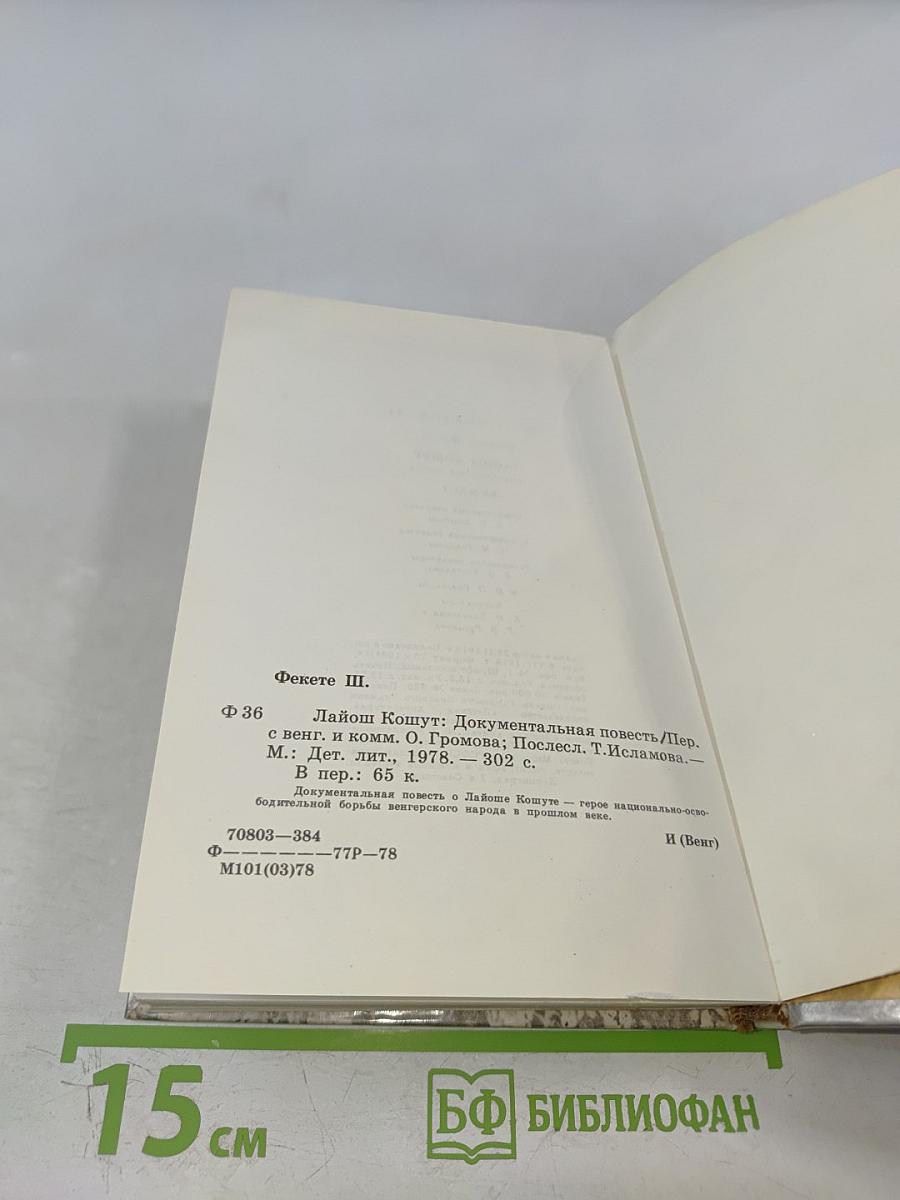 Фекете Ш.
Ф 36 Лайош Кошут: Документальная повесть/Пер.
с венг. и комм. О. Громова; Послесл. Т.Исламова.—
М.: Дет. лит., 1978. — 302 с.
В пер.: 65 к.
Документальная повесть о Лайоше Кошуте — герое национально-осво-
бодительной борьбы венгерского народа в прошлом веке.
70803—384
Ф——————77Р—78
М101(03)78
И (Венг)
15 см
БФ БИБЛИОФАН